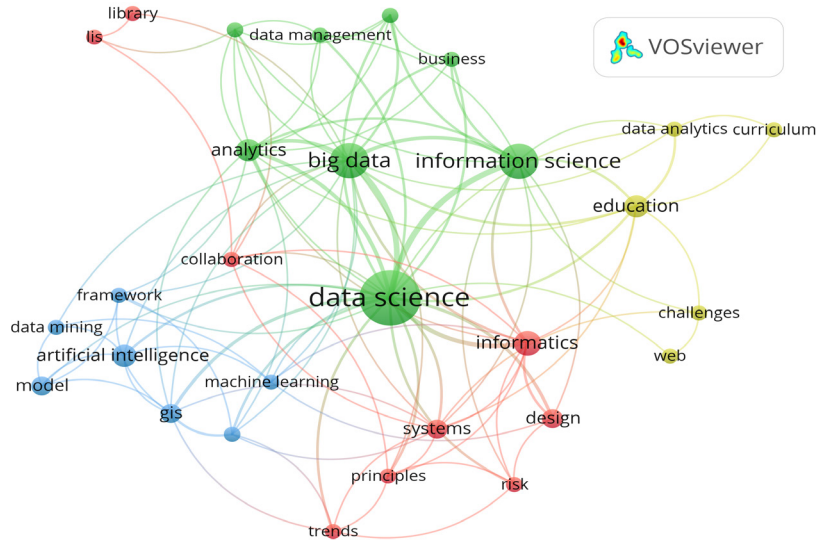 library
lis
data management
business
VOSviewer
data analytics
curriculum
analytics
big data
information science
education
collaboration
data science
framework
data mining
artificial intelligence
model
machine learning
gis
challenges
informatics
web
design
systems
principles
risk
trends